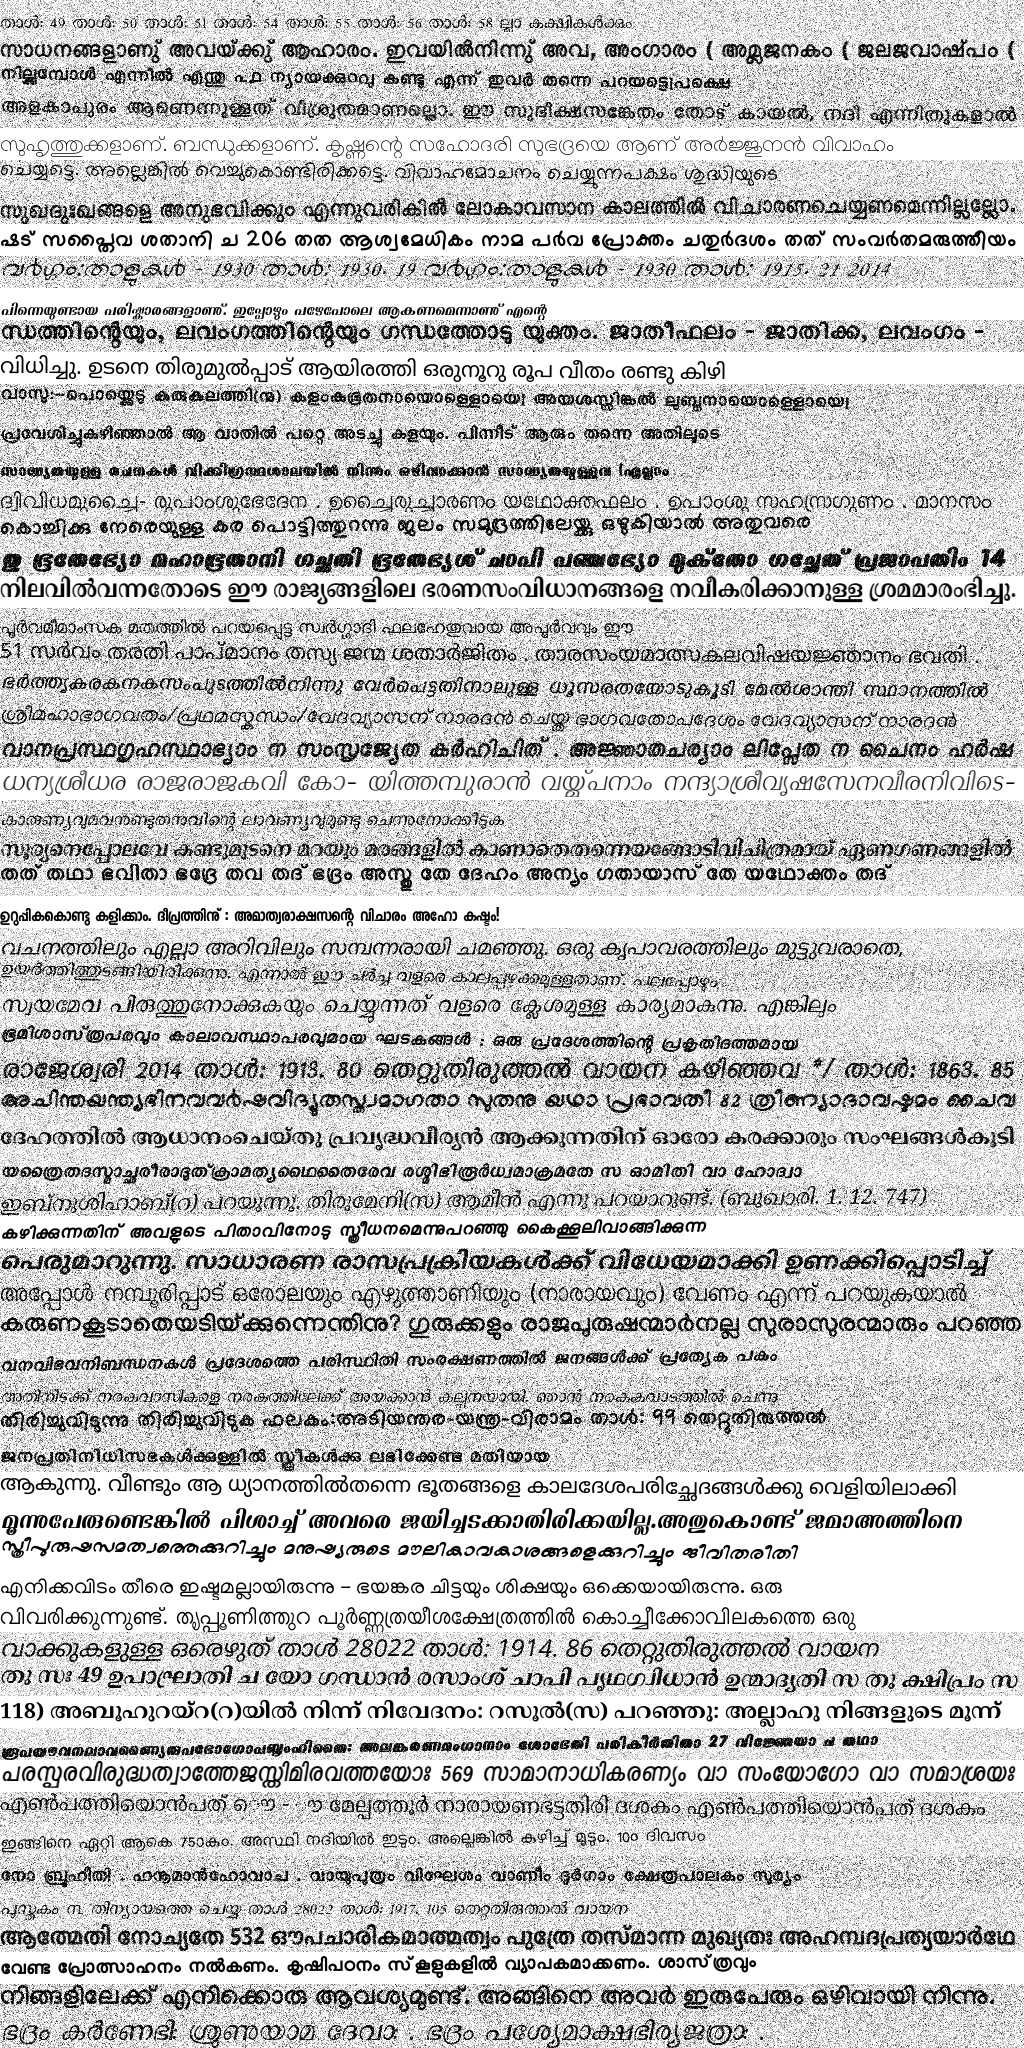 താൾ: 49 താൾ: 50 താൾ: 51 താൾ: 54 താൾ: 55 താൾ: 56 താൾ: 58 ല്ലാ കക്ഷികൾക്കും
സാധനങ്ങളാണു് അവയ്ക്കു് ആഹാരം. ഇവയിൽനിന്നു് അവ, അംഗാരം ( അമ്ലജനകം ( ജലജവാഷ്പം (
നില്ലുമ്പോൾ എന്നിൽ എന്തു ന്യായക്കുറവു കണ്ടു എന്ന് ഇവർ തന്നെ പറയട്ടെ
അളകാപുരം ആണെന്നുള്ളത് വിശ്രുതമാണല്ലൊ. ഈ സുഭിക്ഷസങ്കേതം തോട് കായൽ, നദി എന്നിത്രുകളാൽ
സുഹൃത്തുക്കളാണ്. ബന്ധുക്കളാണ്. കൃഷ്ണന്റെ സഹോദരി സുഭദ്രയെ ആണ് അർജ്ജുനൻ വിവാഹം
ചെയ്യട്ടെ. അല്ലെങ്കിൽ വെച്ചുകൊണ്ടിരിക്കട്ടെ. വിവാഹമോചനം ചെയ്യുന്നപക്ഷം ശുദ്ധിയുടെ
സുഖദുഃഖങ്ങളെ അനുഭവിക്കും എന്നുവരികിൽ ലോകാവസാന കാലത്തിൽ വിചാരണചെയ്യണമെന്നില്ലല്ലോ.
ഷട് സപ്തൈവ ശതാനി ച 206 തത ആശ്വമേധികം നാമ പർവ പ്രോക്തം ചതുർദശം തത് സംവർതമരുത്തീയം
വർഗ്ഗം:താളുകൾ - 1930 താൾ: 1930. 19 വർഗ്ഗം:താളുകൾ - 1930 താൾ: 1915. 21 2014
പിന്നെയുണ്ടായ പരിഷ്ക്കാരങ്ങളാണു്. ഇപ്പോഴും പഴേപോലെ ആകണമെന്നാണ് എന്റെ
ന്ധത്തിന്റെയും, ലവംഗത്തിന്റെയും ഗന്ധത്തോടു യുക്തം. ജാതീഫലം - ജാതിക്ക, ലവംഗം -
വിധിച്ചു. ഉടനെ തിരുമുൽപ്പാട് ആയിരത്തി ഒരുനൂറു രൂപ വീതം രണ്ടു കിഴി
വാസു:—പൊയ്ക്കെടു കുരുകുലത്തി(ന്നു) കളംകഭൂതനായൊള്ളൊയെ! അയശസ്സിങ്കൽ ലുബ്ധനായൊള്ളൊയെ!
പ്രവേശിച്ചുകഴിഞ്ഞാൽ ആ വാതിൽ പറ്റെ അടച്ചു കളയും. പിന്നീട് ആരും തന്നെ അതിലൂടെ
സാധ്യതയുള്ള രചനകൾ വിക്കിഗ്രന്ഥശാലയിൽ നിന്നും ഒഴിവാക്കാൻ സാദ്ധ്യതയുള്ളവ (എല്ലാം
ദ്വിവിധമുച്ചൈ- രുപാംശുഭേദേന . ഉച്ചൈരുച്ചാരണം യഥോക്തഫലം . ഉപാംശു സഹസ്രഗുണം . മാനസം
കൊച്ചിക്കു നേരെയുള്ള കര പൊട്ടിത്തുറന്നു ജലം സമുദ്രത്തിലേയ്ക്കു ഒഴുകിയാൽ അതുവരെ
തു ഭൂതേഭ്യോ മഹാഭൂതാനി ഗച്ഛതി ഭൂതേഭ്യശ് ചാപി പഞ്ചഭ്യോ മുക്തോ ഗച്ഛേത് പ്രജാപതിം 14
നിലവിൽവന്നതോടെ ഈ രാജ്യങ്ങളിലെ ഭരണസംവിധാനങ്ങളെ നവീകരിക്കാനുള്ള ശ്രമമാരംഭിച്ചു.
പൂർവമീമാംസക മതത്തിൽ പറയപ്പെട്ട സ്വർഗ്ഗാദി ഫലഹേതുവായ അപൂർവവും ഈ
51 സർവം തരതി പാപ്മാനം തസ്യ ജന്മ ശതാർജിതം . താരസംയമാത്സകലവിഷയജ്ഞാനം ഭവതി .
ഭർത്ത്യകരകനകസംപുടത്തിൽനിന്നു വേർപെട്ടതിനാലുള്ള ധൂസരതയോടുകൂടി മേൽശാന്തി സ്ഥാനത്തിൽ
ശ്രീമഹാഭാഗവതം/പ്രഥമസ്കന്ധം/വേദവ്യാസന് നാരദൻ ചെയ്ത ഭാഗവതോപദേശം വേദവ്യാസന് നാരദൻ
വാനപ്രസ്ഥഗൃഹസ്ഥാഭ്യാം ന സംസൃജ്യേത കർഹിചിത് . അജ്ഞാതചര്യാം ലിപ്സേത ന ചൈനം ഹർഷ
ധന്യശ്രീധര രാജരാജകവി കോ- യിത്തമ്പുരാൻ വയ്പനാം നന്ദ്യാശ്രീവൃഷസേനവീരനിവിടെ-
കാരുണ്യവുമവനുണ്ടുതനുവിന്റെ ലാവണ്യവുമുണ്ടു ചെന്നുനോക്കീടുക
സൂര്യനെപ്പോലവേ കണ്ടുമുടനെ മറയും മരങ്ങളിൽ കാണാതെതന്നെയങ്ങോടിവിചിത്രമായ് ഏണഗണങ്ങളിൽ
തത് തഥാ ഭവിതാ ഭദ്രേ തവ തദ് ഭദ്രം അസ്തു തേ ദേഹം അന്യം ഗതായാസ് തേ യഥോക്തം തദ്
ഉറുപ്പികകൊണ്ടു കളിക്കാം. ദീപ്രത്തിനു് : അമാത്യരാക്ഷസന്റെ വിചാരം അഹോ കഷ്ടം!
വചനത്തിലും എല്ലാ അറിവിലും സമ്പന്നരായി ചമഞ്ഞു. ഒരു കൃപാവരത്തിലും മുട്ടുവരാതെ,
ഉയർത്തിത്തുടങ്ങിയിരിക്കുന്നു. എന്നാൽ ഈ ചർച്ച വളരെ കാലപ്പഴക്കമുള്ളതാണ്. പലപ്പോഴും
സ്വയമേവ പിരുത്തുനോക്കുകയും ചെയ്യുന്നത് വളരെ ക്ലേശമുള്ള കാര്യമാകുന്നു. എങ്കിലും
ഭൂമിശാസ്ത്രപരവും കാലാവസ്ഥാപരവുമായ ഘടകങ്ങൾ : ഒരു പ്രദേശത്തിന്റെ പ്രകൃതിദത്തമായ
രാജേശ്വരി 2014 താൾ: 1913. 80 തെറ്റുതിരുത്തൽ വായന കഴിഞ്ഞവ */ താൾ: 1863. 85
അചിന്തയന്ത്യഭിനവവർഷവിദ്യുതസ്ത്വമാഗതാ സുതനു യഥാ പ്രഭാവതീ 82 ത്രീണ്യാദാവഷ്ടമം ചൈവ
ദേഹത്തിൽ ആധാനംചെയ്തു പ്രവൃദ്ധവീര്യൻ ആക്കുന്നതിന് ഓരോ കരക്കാരും സംഘങ്ങൾകൂടി
യത്രൈതദസ്മാച്ഛരീരാദുത്ക്രാമത്യഥൈതൈരേവ രശ്മിഭിരൂർധ്വമാക്രമതേ സ ഓമിതി വാ ഹോദ്വാ
ഇബ്നുശിഹാബ്(റ) പറയുന്നു. തിരുമേനി(സ) ആമീൻ എന്നു പറയാറുണ്ട്. (ബുഖാരി. 1. 12. 747)
കഴിക്കുന്നതിന് അവളുടെ പിതാവിനോടു സ്ത്രീധനമെന്നുപറഞ്ഞു കൈക്കൂലിവാങ്ങിക്കുന്ന
പെരുമാറുന്നു. സാധാരണ രാസപ്രക്രിയകൾക്ക് വിധേയമാക്കി ഉണക്കിപ്പൊടിച്ച്
അപ്പോൾ നമ്പൂരിപ്പാട് ഒരോലയും എഴുത്താണിയും (നാരായവും) വേണം എന്ന് പറയുകയാൽ
കരുണകൂടാതെയടിയ്ക്കുന്നെന്തിനു? ഗുരുക്കളും രാജപൂരുഷന്മാർനല്ല സുരാസുരന്മാരും പറഞ്ഞ
വനവിഭവനിബന്ധനകൾ പ്രദേശത്തെ പരിസ്ഥിതി സംരക്ഷണത്തിൽ ജനങ്ങൾക്ക് പ്രത്യേക പങ്കം
അതിനിടക്ക് നരകവാസികളെ നരകത്തിലേക്ക് അയക്കാൻ കല്പനയായി. ഞാൻ നരകകവാടത്തിൽ ചെന്നു
തിരിച്ചുവിടുന്നു തിരിച്ചുവിടുക ഫലകം:അടിയന്തര-യന്ത്ര-വിരാമം താൾ: 99 തെറ്റുതിരുത്തൽ
ജനപ്രതിനിധിസഭകൾക്കുള്ളിൽ സ്ത്രീകൾക്കു ലഭിക്കേണ്ട മതിയായ
ആകുന്നു. വീണ്ടും ആ ധ്യാനത്തിൽതന്നെ ഭൂതങ്ങളെ കാലദേശപരിച്ഛേദങ്ങൾക്കു വെളിയിലാക്കി
മൂന്നുപേരുണ്ടെങ്കിൽ പിശാച്ച് അവരെ ജയിച്ചടക്കാതിരിക്കയില്ല.അതുകൊണ്ട് ജമാഅത്തിനെ
സ്ത്രീപുരുഷസമത്വത്തെക്കുറിച്ചും മനുഷ്യരുടെ മൗലികാവകാശങ്ങളെക്കുറിച്ചും ജീവിതരീതി
എനിക്കവിടം തീരെ ഇഷ്ടമല്ലായിരുന്നു – ഭയങ്കര ചിട്ടയും ശിക്ഷയും ഒക്കെയായിരുന്നു. ഒരു
വിവരിക്കുന്നുണ്ട്. തൃപ്പൂണിത്തുറ പൂർണ്ണത്രയീശക്ഷേത്രത്തിൽ കൊച്ചീക്കോവിലകത്തെ ഒരു
വാക്കുകളുള്ള ഒരെഴുത് താൾ 28022 താൾ: 1914. 86 തെറ്റുതിരുത്തൽ വായന
തു സഃ 49 ഉപാഘ്രാതി ച യോ ഗന്ധാൻ രസാംശ് ചാപി പൃഥഗ്വിധാൻ ഉന്മാദ്യതി സ തു ക്ഷിപ്രം സ
118) അബൂഹുറയ്റ(റ)യിൽ നിന്ന് നിവേദനം: റസൂൽ(സ) പറഞ്ഞു: അല്ലാഹു നിങ്ങളുടെ മൂന്ന്
അലങ്കരണമംഗാനാം ശോഭേതി പരികീർതിതാ 27 വിജ്ഞേയാ ച തഥാ
പരസ്പരവിരുദ്ധത്വാത്തേജസ്തിമിരവത്തയോഃ 569 സാമാനാധികരണ്യം വാ സംയോഗോ വാ സമാശ്രയഃ
എൺപത്തിയൊൻപത് ൌ - ൗ മേല്പത്തൂർ നാരായണഭട്ടതിരി ദശകം എൺപത്തിയൊൻപത് ദശകം
ഇങ്ങിനെ ഏറ്റി ആകെ 75ാകും. അസ്ഥി നദിയിൽ ഇടും. അല്ലെങ്കിൽ കുഴിച്ച് മൂടും. 10ഠ ദിവസം
നോ ബ്രൂഹീതി . ഹനൂമാൻഹോവാച . വായുപുത്രം വിഘ്നേശം വാണീം ദുർഗാം ക്ഷേത്രപാലകം സൂര്യം
പുസ്തകം ന്യായത്തെ ചെയ്യു താൾ 28022 താൾ: 1917. 105 തെറ്റുതിരുത്തൽ വായന
ആത്മേതി നോച്യതേ 532 ഔപചാരികമാത്മത്വം പുത്രേ തസ്മാന്ന മുഖ്യതഃ അഹമ്പദപ്രത്യയാർഥേ
വേണ്ട പ്രോത്സാഹനം നൽകണം. കൃഷിപഠനം സ്കൂളുകളിൽ വ്യാപകമാക്കണം. ശാസ്ത്രവും
നിങ്ങളിലേക്ക് എനിക്കൊരു ആവശ്യമുണ്ട്. അങ്ങിനെ അവർ ഇരുപേരും ഒഴിവായി നിന്നു.
ഭദ്രം കർണേഭിഃ ശ്രുണുയാമ ദേവാഃ . ഭദ്രം പശ്യേമാക്ഷഭിര്യജത്രാഃ .